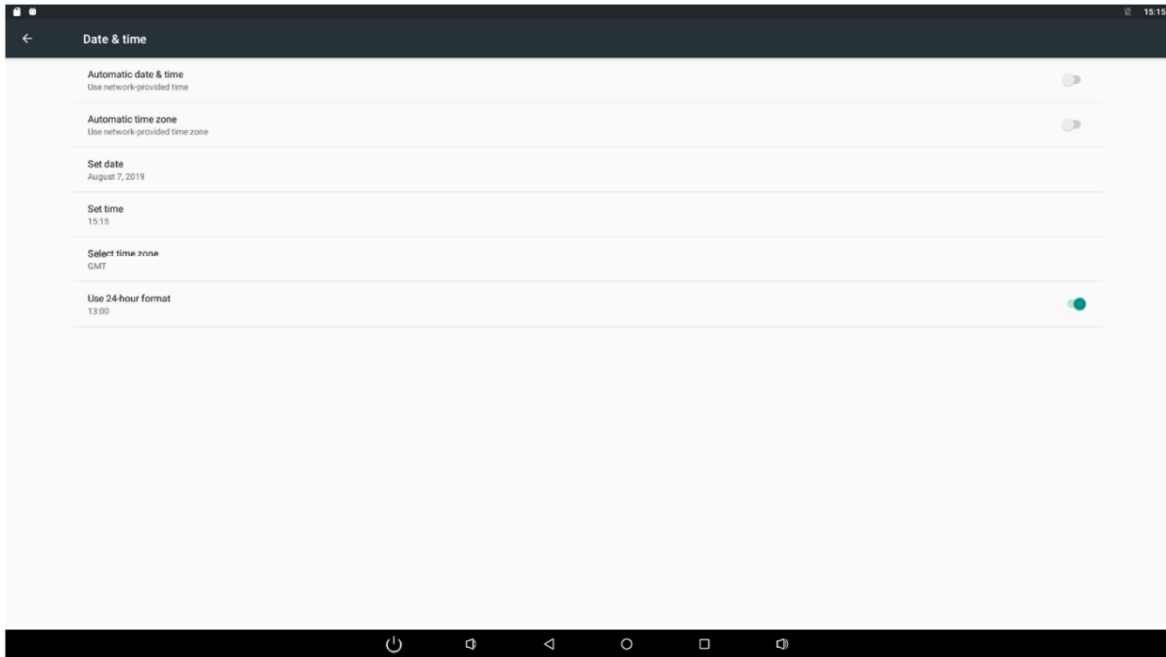 15:15
Date & time
Automatic date & time
Use network-provided time
Automatic time zone
Use network-provided time zone
Set date
August 7, 2019
Set time
15:15
Select time zone
GMT
Use 24-hour format
13:00